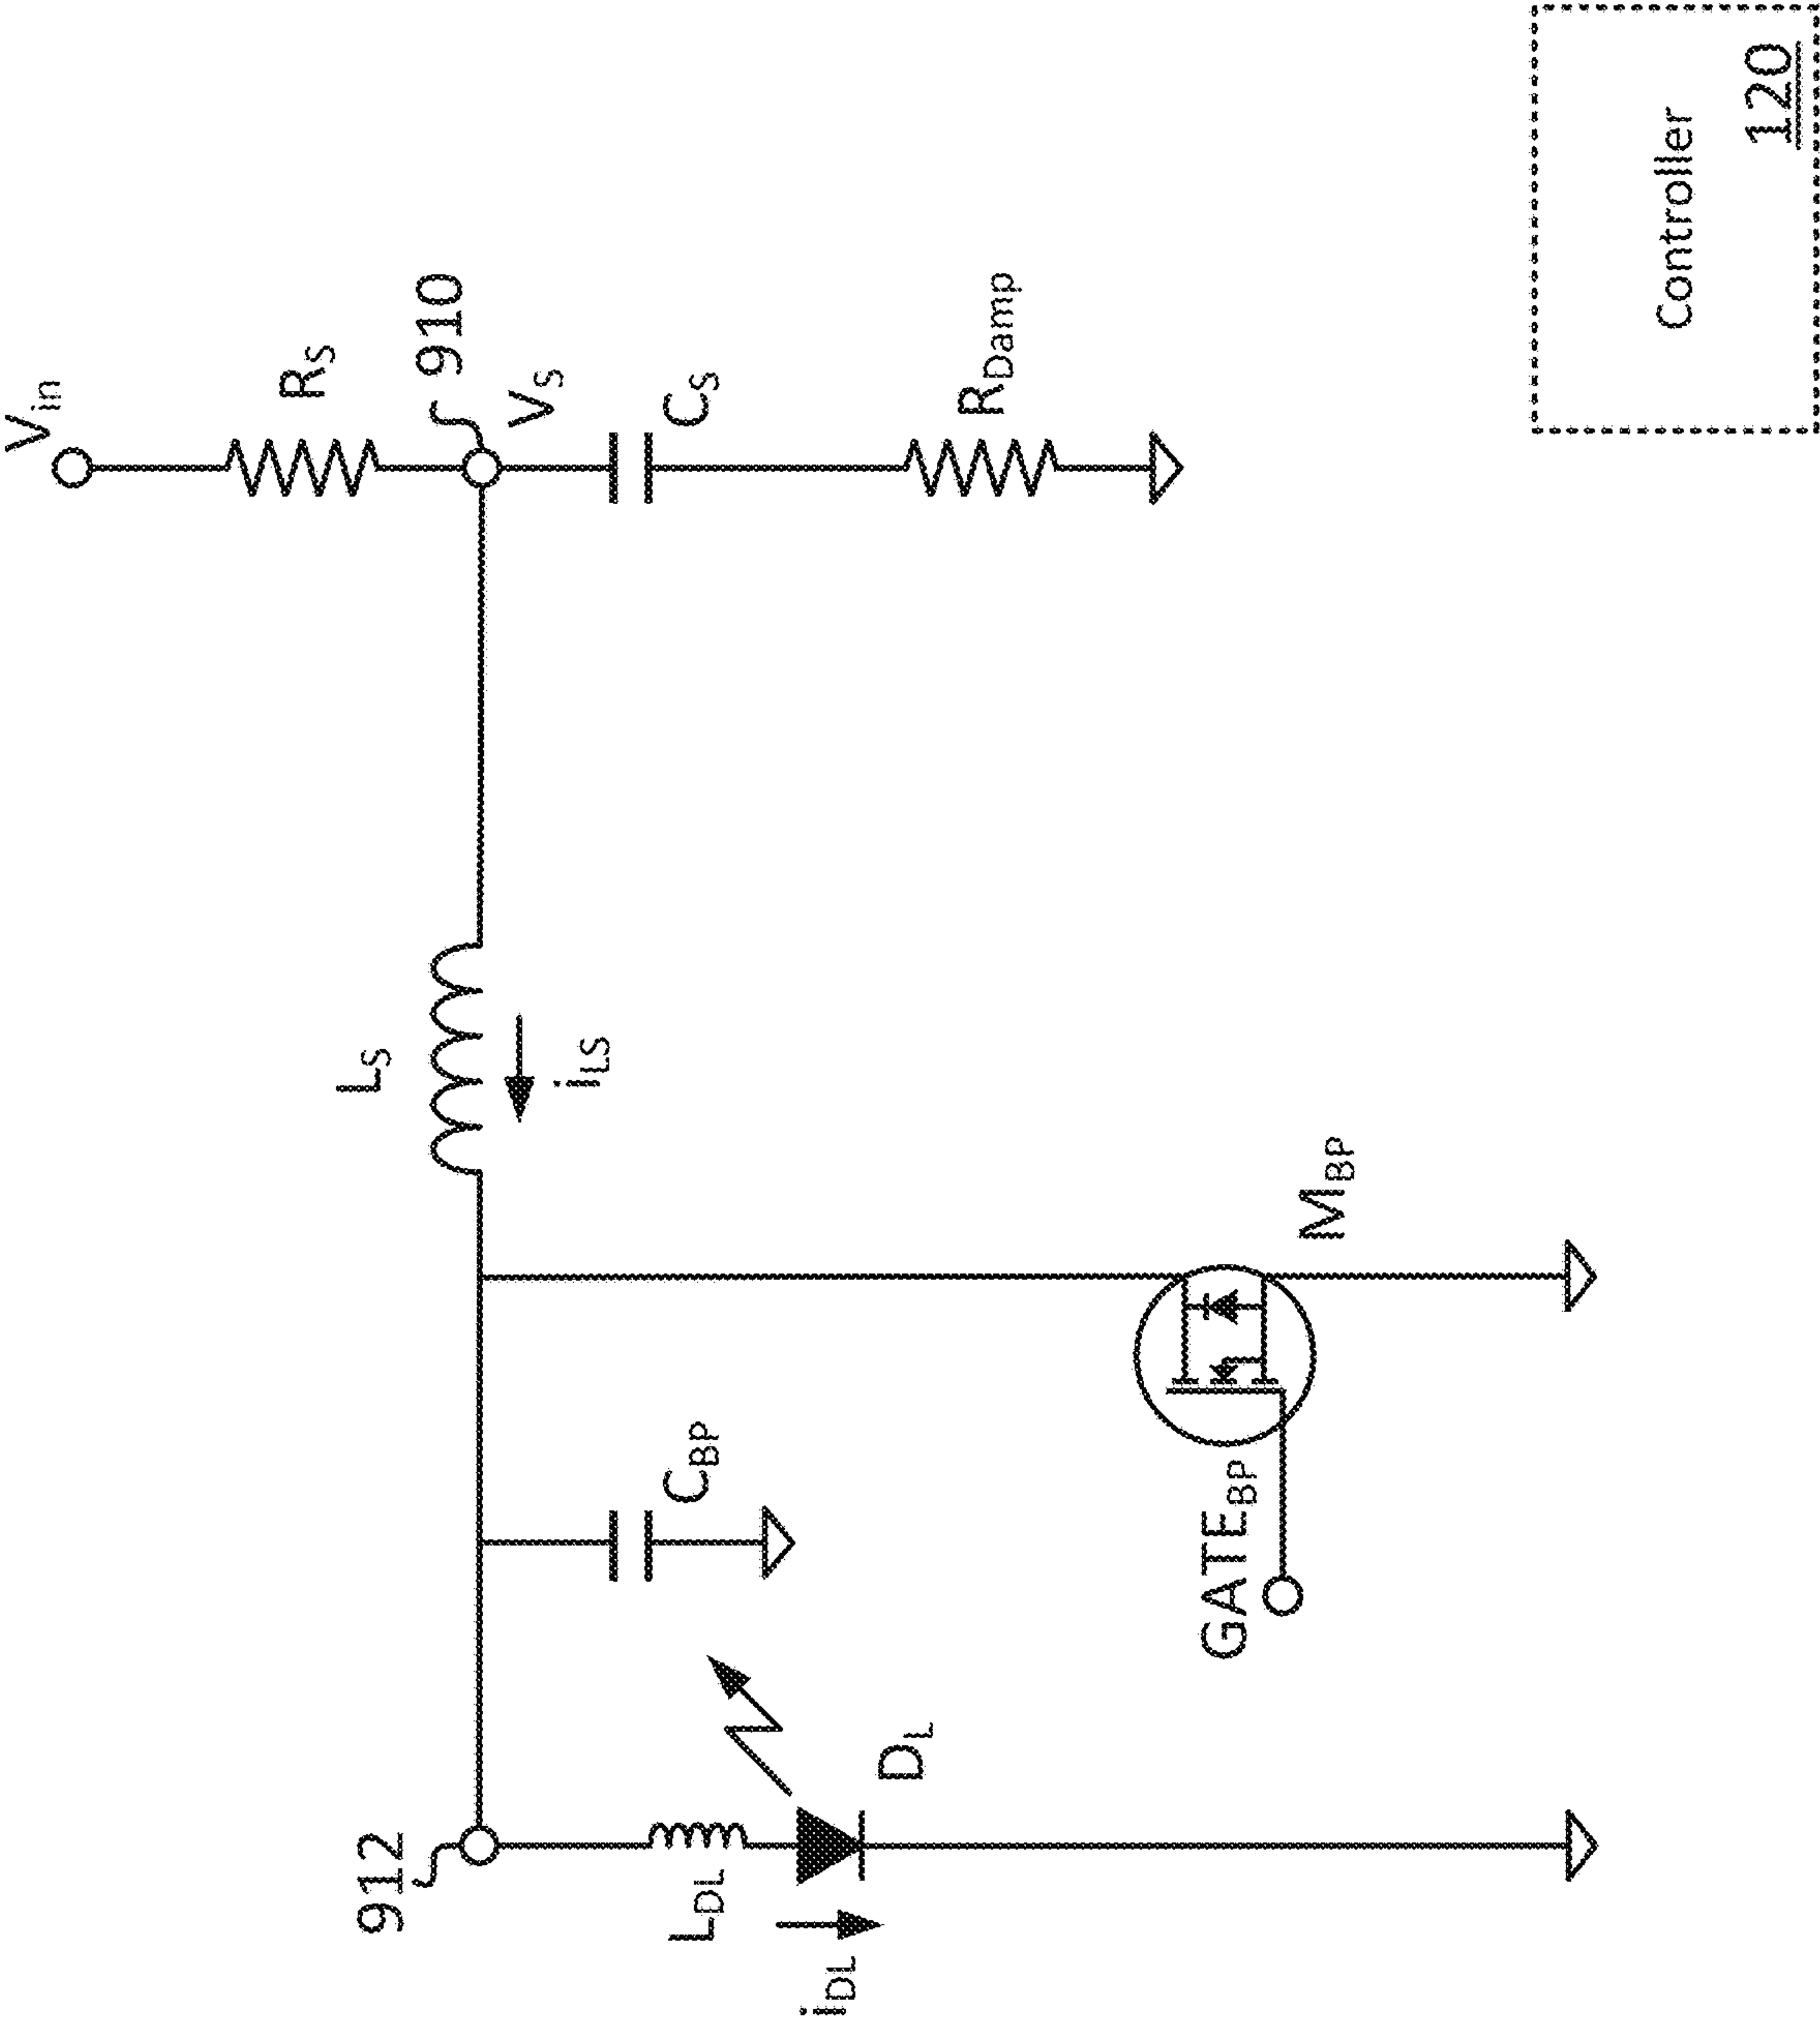 Vin
RS
910
VS
CS
RDamp
LS
iLS
912
CBP
LDL
iDL
DL
GATEBP
MBP
Controller
120